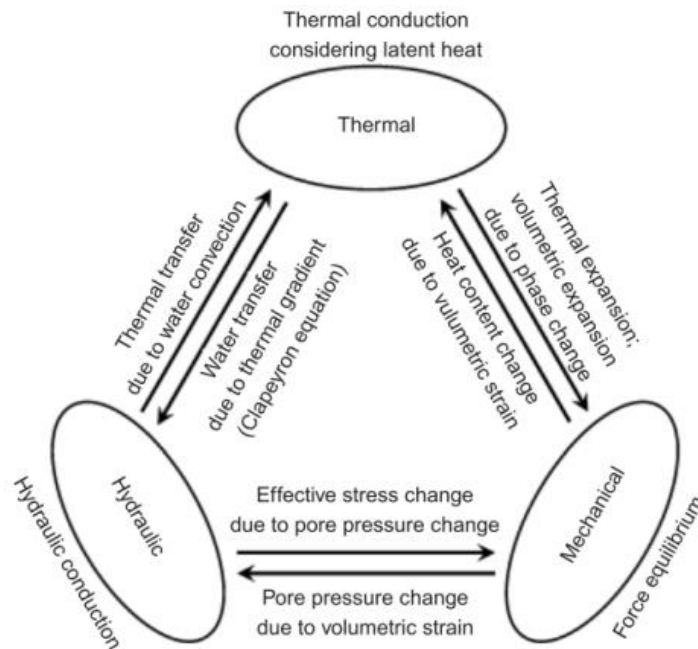 Thermal conduction
considering latent heat
Thermal
Thermal transfer
due to water convection
Water transfer
due to thermal gradient
(Clapeyron equation)
Thermal expansion;
volumetric expansion
due to phase change
Heat content change
due to vulumetric strain
Hydraulic
Hydraulic conduction
Effective stress change
due to pore pressure change
Pore pressure change
due to volumetric strain
Mechanical
Force equilibrium